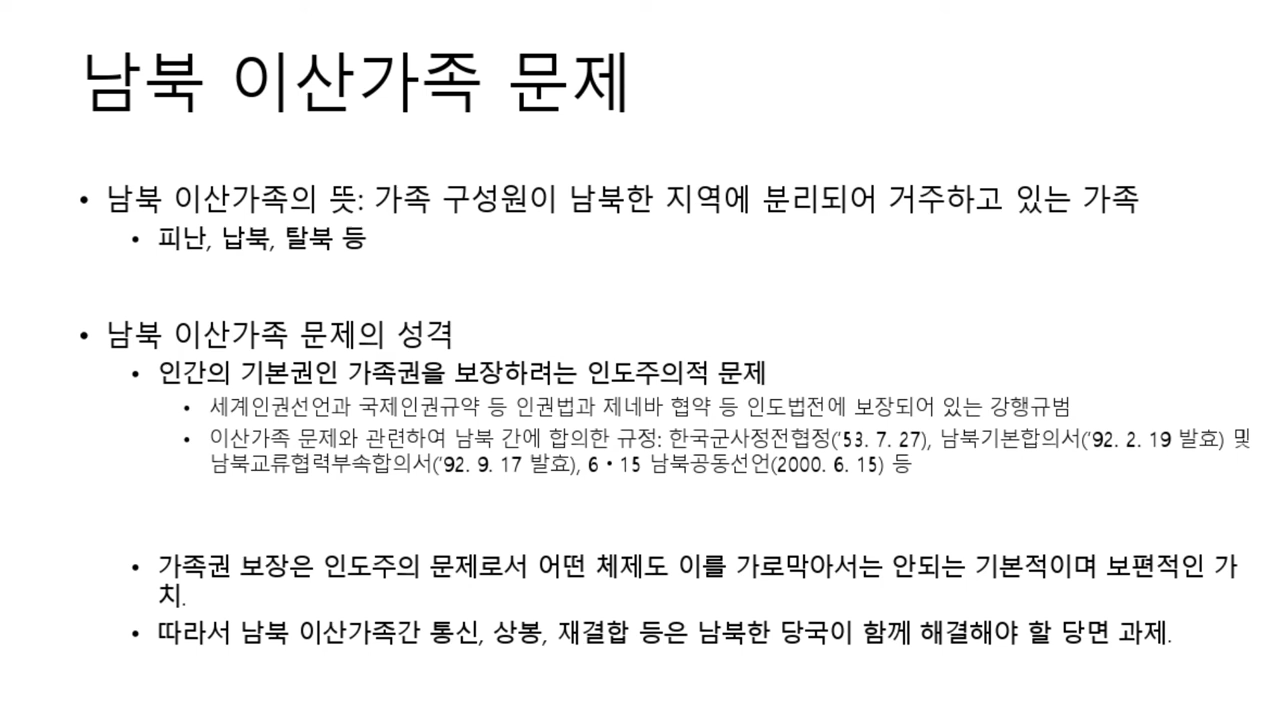 남북 이산가족 문제
• 남북 이산가족의 뜻: 가족 구성원이 남북한 지역에 분리되어 거주하고 있는 가족
• 피난, 납북, 탈북 등
• 남북 이산가족 문제의 성격
• 인간의 기본권인 가족권을 보장하려는 인도주의적 문제
• 세계인권선언과 국제인권규약 등 인권법과 제네바 협약 등 인도법전에 보장되어 있는 강행규범
• 이산가족 문제와 관련하여 남북 간에 합의한 규정: 한국군사정전협정('53. 7. 27), 남북기본합의서('92. 2. 19 발효) 및
남북교류협력부속합의서('92. 9. 17 발효), 6·15 남북공동선언(2000. 6. 15) 등
• 가족권 보장은 인도주의 문제로서 어떤 체제도 이를 가로막아서는 안되는 기본적이며 보편적인 가
치.
• 따라서 남북 이산가족간 통신, 상봉, 재결합 등은 남북한 당국이 함께 해결해야 할 당면 과제.